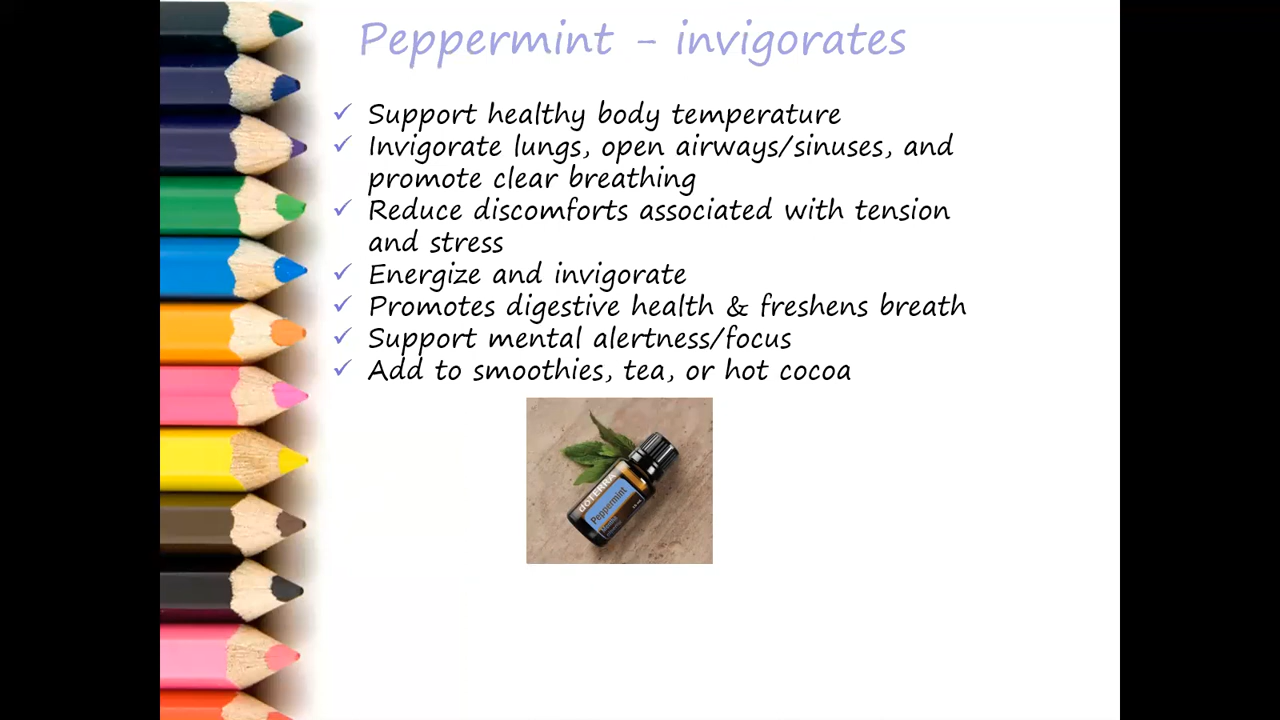 Peppermint - invigorates
✓ Support healthy body temperature
✓ Invigorate lungs, open airways/sinuses, and
promote clear breathing
✓ Reduce discomforts associated with tension
and stress
✓ Energize and invigorate
✓ Promotes digestive health & freshens breath
✓ Support mental alertness/focus
✓ Add to smoothies, tea, or hot cocoa
dōTERRA
Peppermint